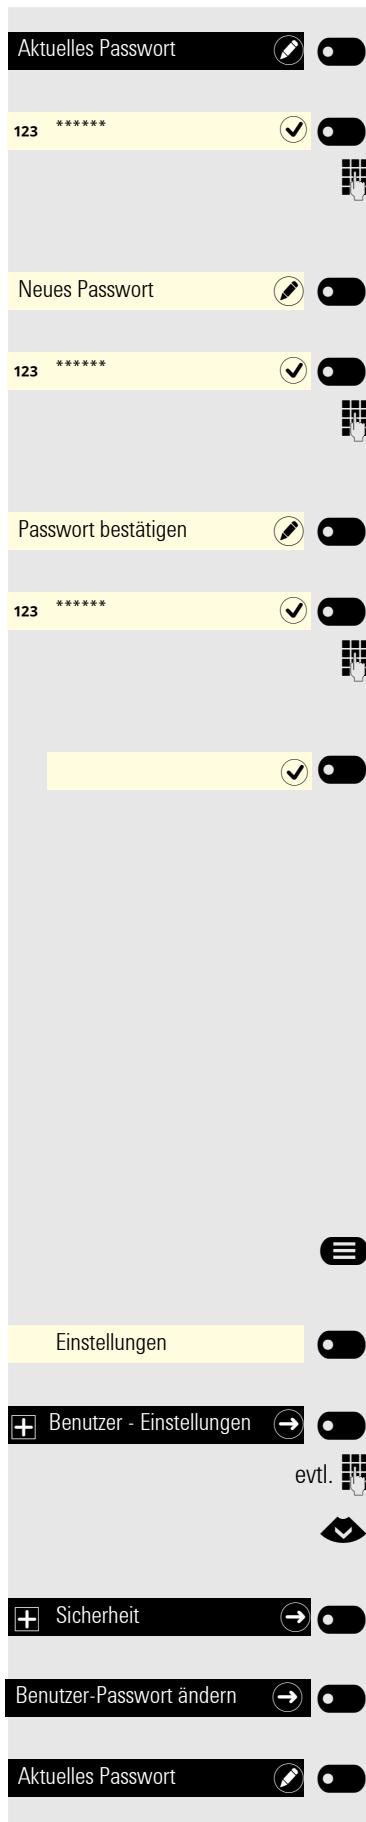 Aktuelles Passwort
123 ******
Neues Passwort
123 ******
Passwort bestätigen
123 ******
Einstellungen
Benutzer - Einstellungen
evtl.
Sicherheit
Benutzer-Passwort ändern
Aktuelles Passwort